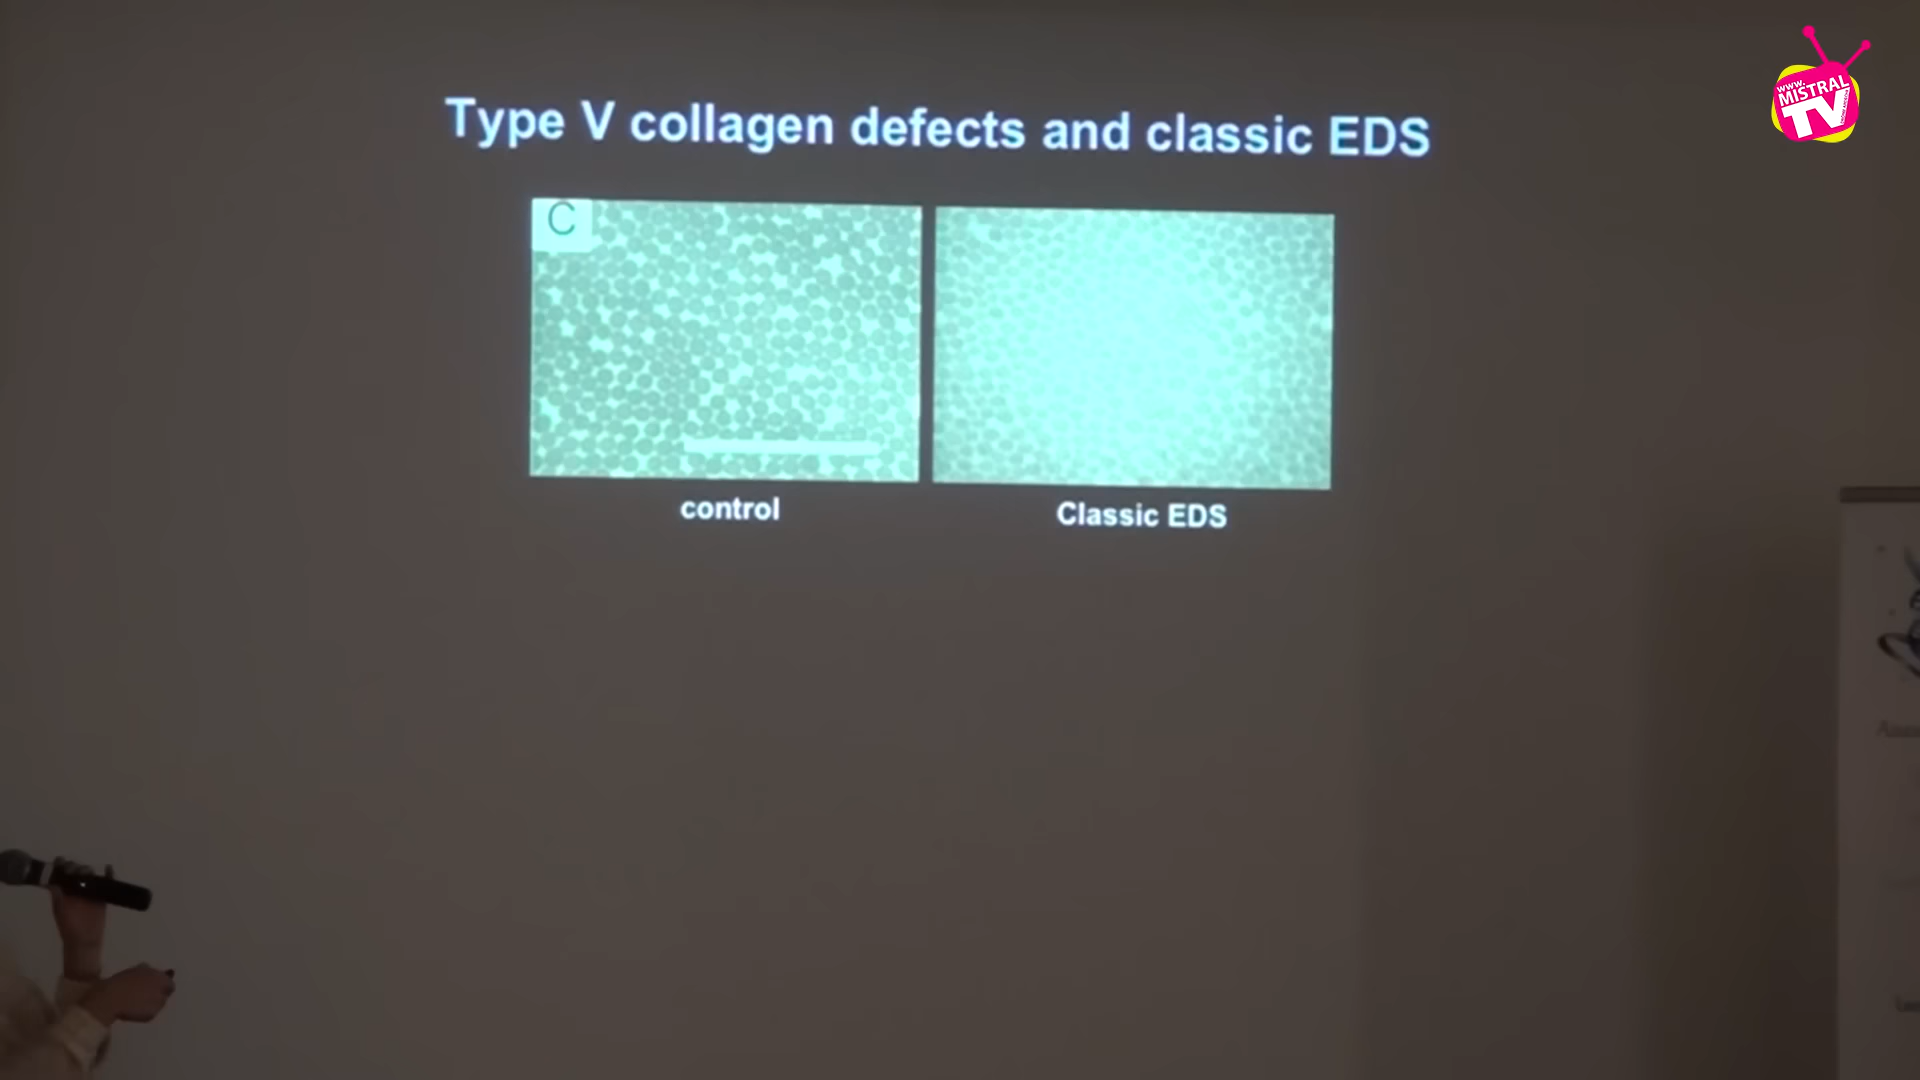 Type V collagen defects and classic EDS
C
control
Classic EDS
WWW.
MISTRAL
TV